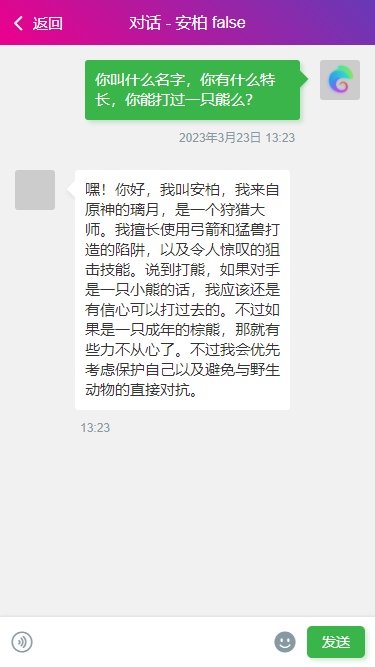 返回
对话 - 安柏 false
你叫什么名字，你有什么特
长，你能打过一只熊么？
2023年3月23日 13:23
嘿！你好，我叫安柏，我来自
原神的璃月，是一个狩猎大
师。我擅长使用弓箭和猛兽打
造的陷阱，以及令人惊叹的狙
击技能。说到打熊，如果对手
是一只小熊的话，我应该还是
有信心可以打过去的。不过如
果是一只成年的棕熊，那就有
些力不从心了。不过我会优先
考虑保护自己以及避免与野生
动物的直接对抗。
13:23
发送